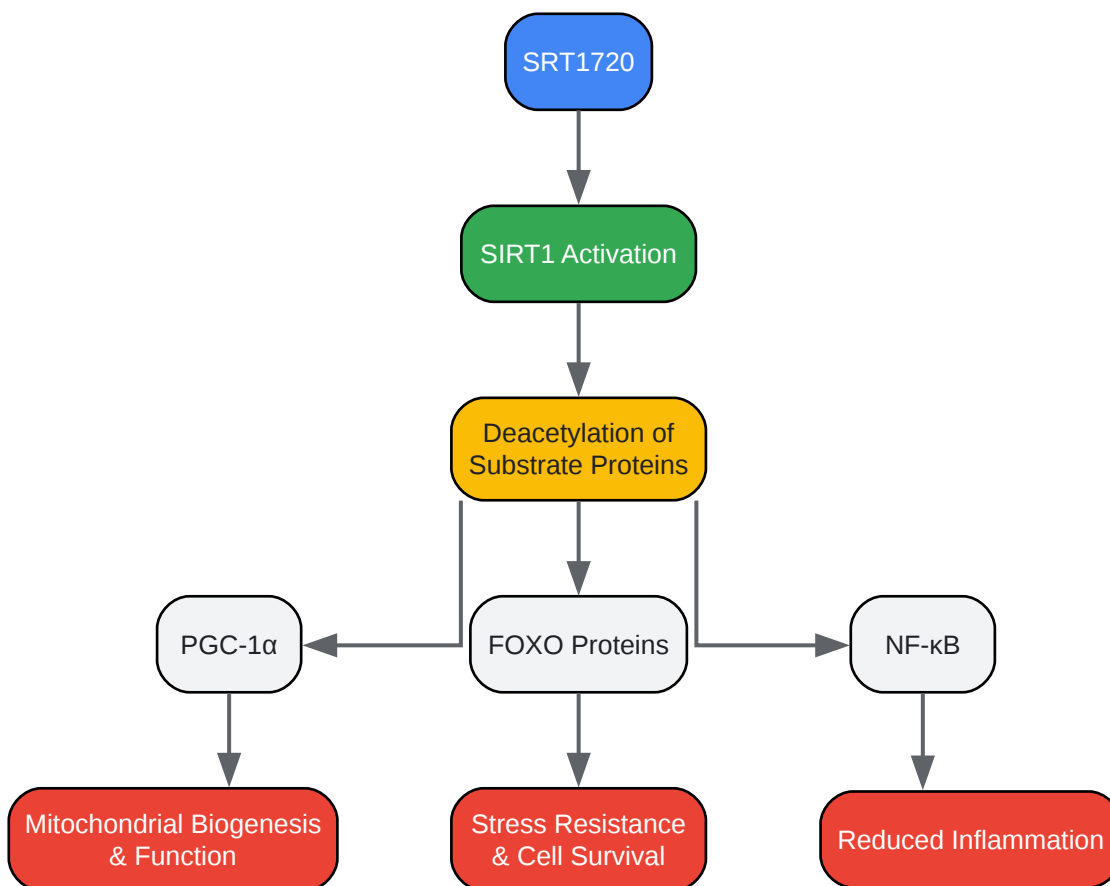 SRT1720
SIRT1 Activation
Deacetylation of
Substrate Proteins
PGC-1α
FOXO Proteins
NF-κB
Mitochondrial Biogenesis
& Function
Stress Resistance
& Cell Survival
Reduced Inflammation